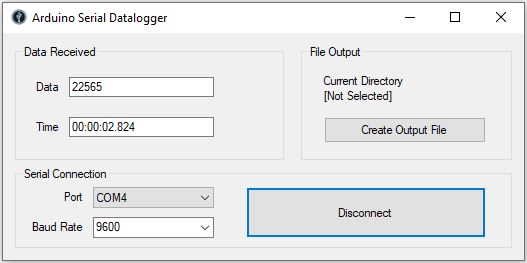 Arduino Serial Datalogger
Data Received
Data 22565
Time 00:00:02.824
File Output
Current Directory
[Not Selected]
Create Output File
Serial Connection
Port COM4
Baud Rate 9600
Disconnect